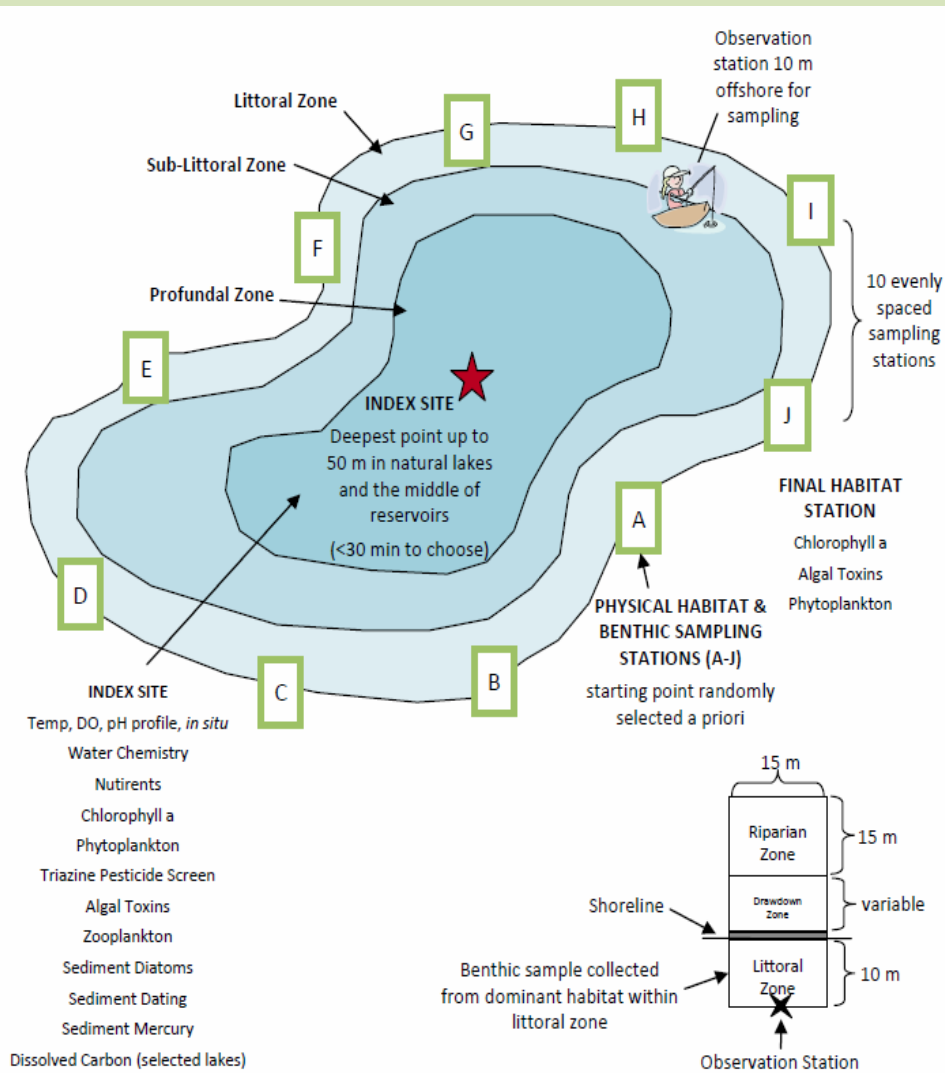 Observation
station 10 m
offshore for
sampling
Littoral Zone
Sub-Littoral Zone
Profundal Zone
G
H
I
F
E
J
A
D
C
B
10 evenly
spaced
sampling
stations
INDEX SITE
Deepest point up to
50 m in natural lakes
and the middle of
reservoirs
(<30 min to choose)
FINAL HABITAT
STATION
Chlorophyll a
Algal Toxins
Phytoplankton
PHYSICAL HABITAT &
BENTHIC SAMPLING
STATIONS (A-J)
starting point randomly
selected a priori
INDEX SITE
Temp, DO, pH profile, in situ
Water Chemistry
Nutirents
Chlorophyll a
Phytoplankton
Triazine Pesticide Screen
Algal Toxins
Zooplankton
Sediment Diatoms
Sediment Dating
Sediment Mercury
Dissolved Carbon (selected lakes)
15 m
Riparian
Zone
15 m
Drawdown
Zone
variable
Shoreline
Littoral
Zone
10 m
Benthic sample collected
from dominant habitat within
littoral zone
Observation Station